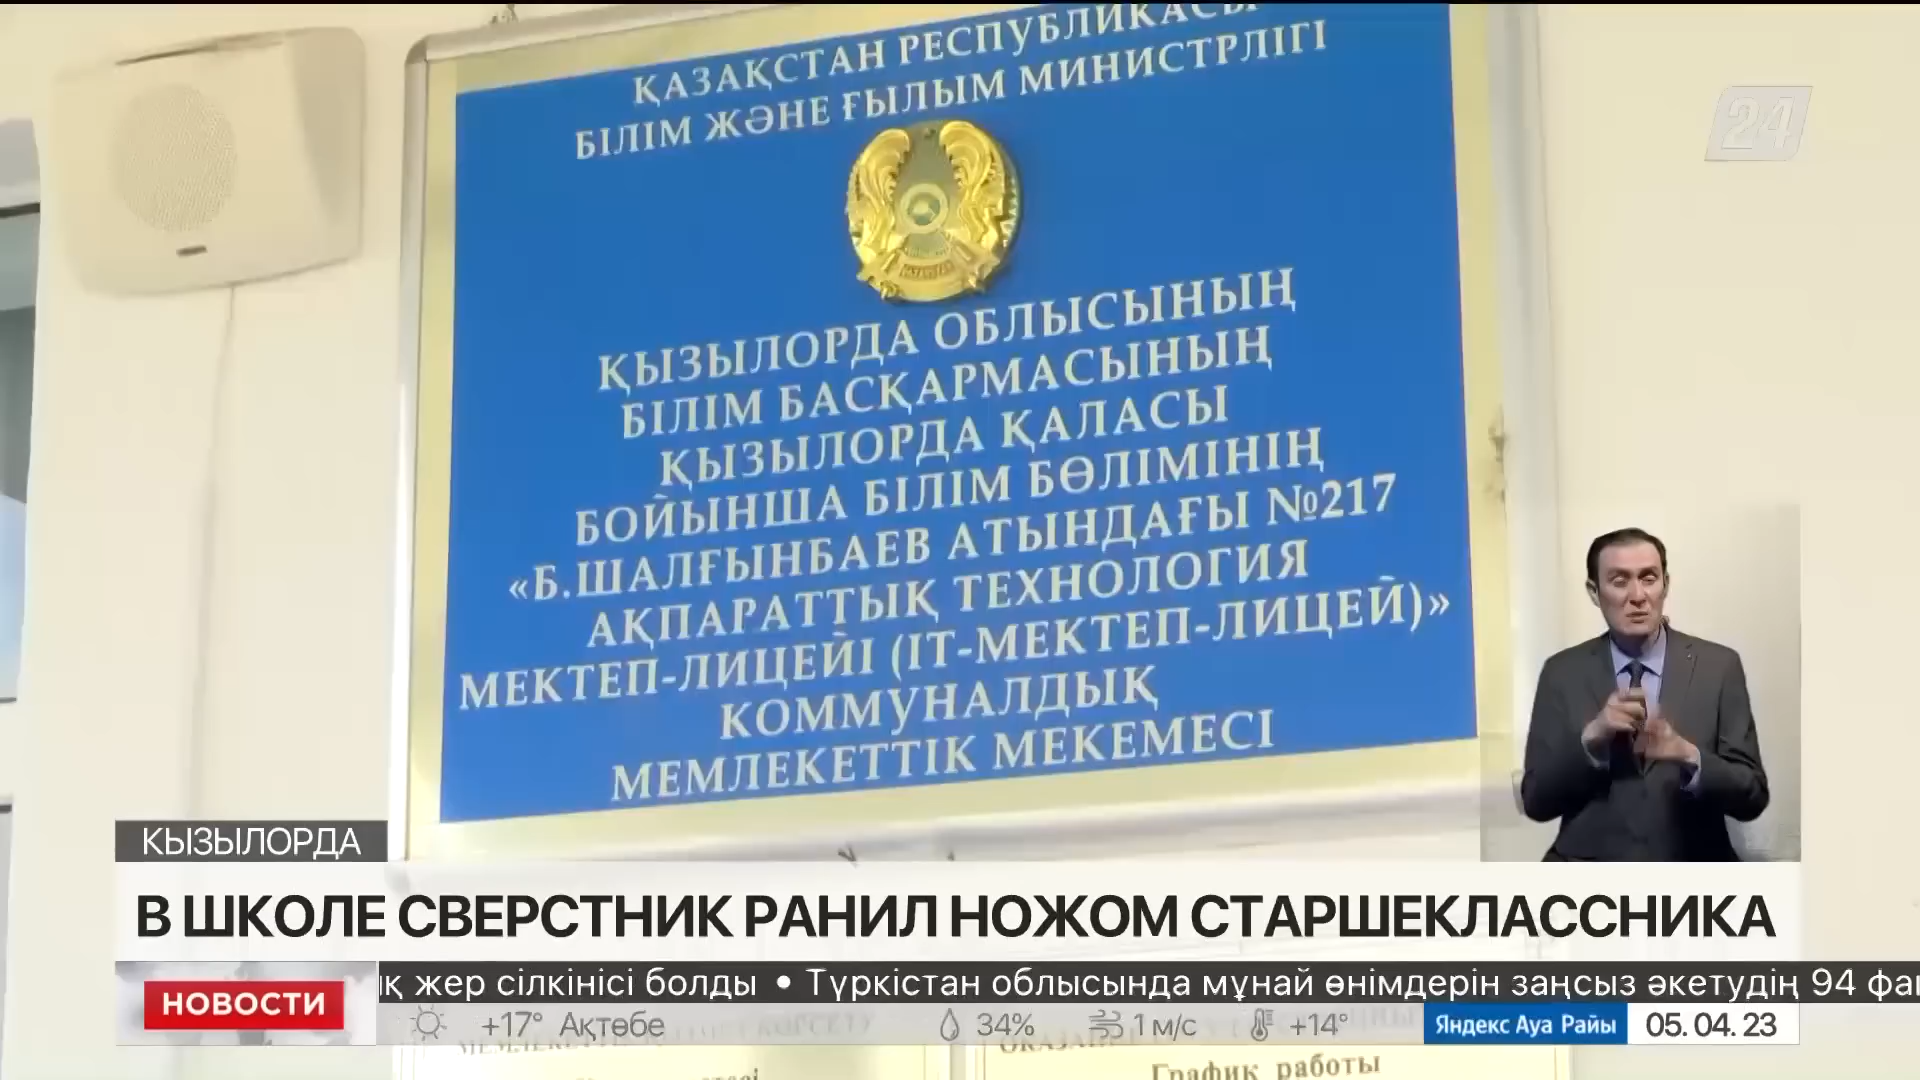 ҚАЗАҚСТАН РЕСПУБЛИКАСЫ
БІЛІМ ЖӘНЕ ҒЫЛЫМ МИНИСТРЛІГІ
24
ҚЫЗЫЛОРДА ОБЛЫСЫНЫҢ
БІЛІМ БАСҚАРМАСЫНЫҢ
ҚЫЗЫЛОРДА ҚАЛАСЫ
БОЙЫНША БІЛІМ БӨЛІМІНІҢ
«Б.ШАЛҒЫНБАЕВ АТЫНДАҒЫ №217
АҚПАРАТТЫҚ ТЕХНОЛОГИЯ
МЕКТЕП-ЛИЦЕЙІ (IT-МЕКТЕП-ЛИЦЕЙ)»
КОММУНАЛДЫҚ
МЕМЛЕКЕТТІК МЕКЕМЕСІ
КЫЗЫЛОРДА
В ШКОЛЕ СВЕРСТНИК РАНИЛ НОЖОМ СТАРШЕКЛАССНИКА
НОВОСТИ
қ жер сілкінісі болды • Түркістан облысында мұнай өнімдерін заңсыз әкетудің 94 фа
+17° Ақтөбе 34% 1 м/с +14° Яндекс Ауа Райы 05.04.23
График работы